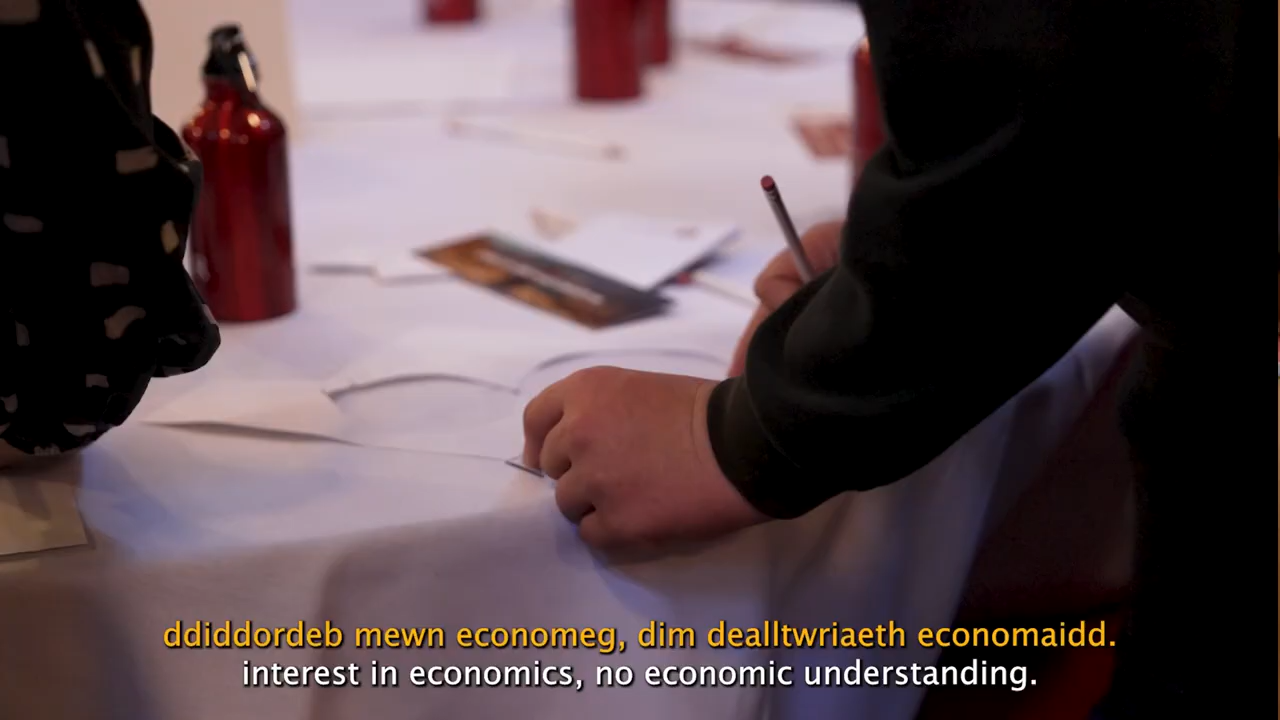 ddiddordeb mewn economeg, dim dealltwriaeth economaidd.
interest in economics, no economic understanding.